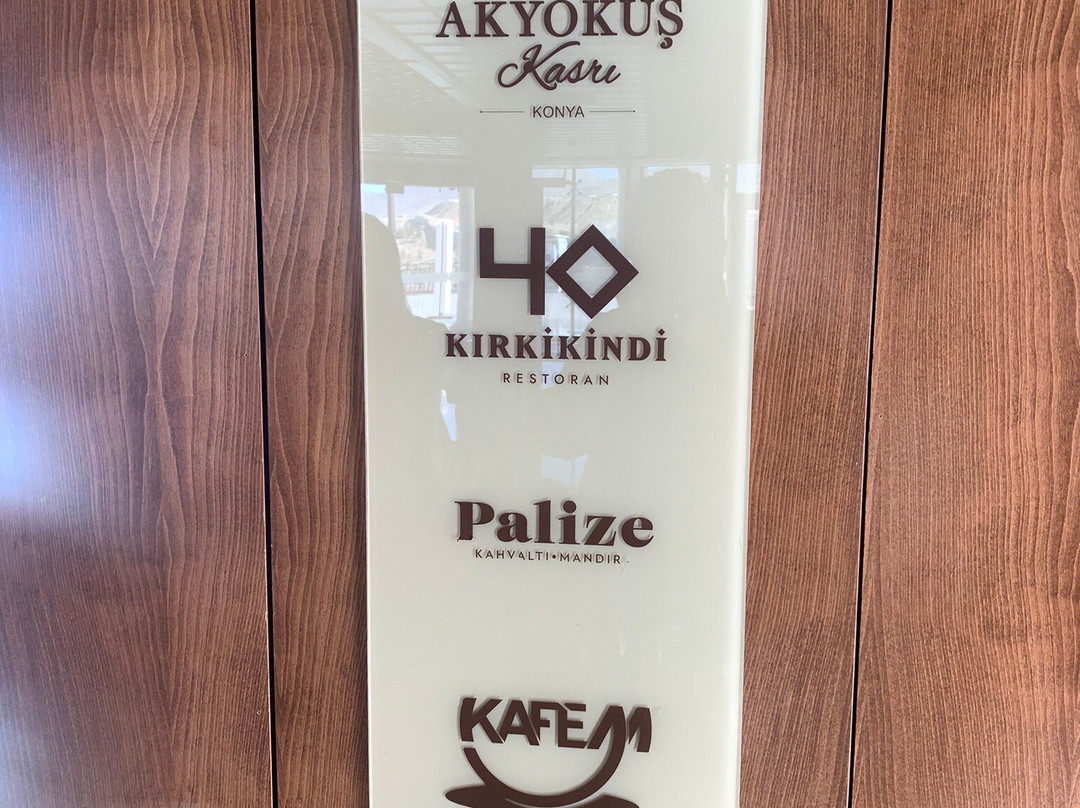 AKYOKUŞ
Kasrı
KONYA
40
KIRKİKİNDİ
RESTORAN
Palize
KAHVALTI•MANDIR
KAFEM